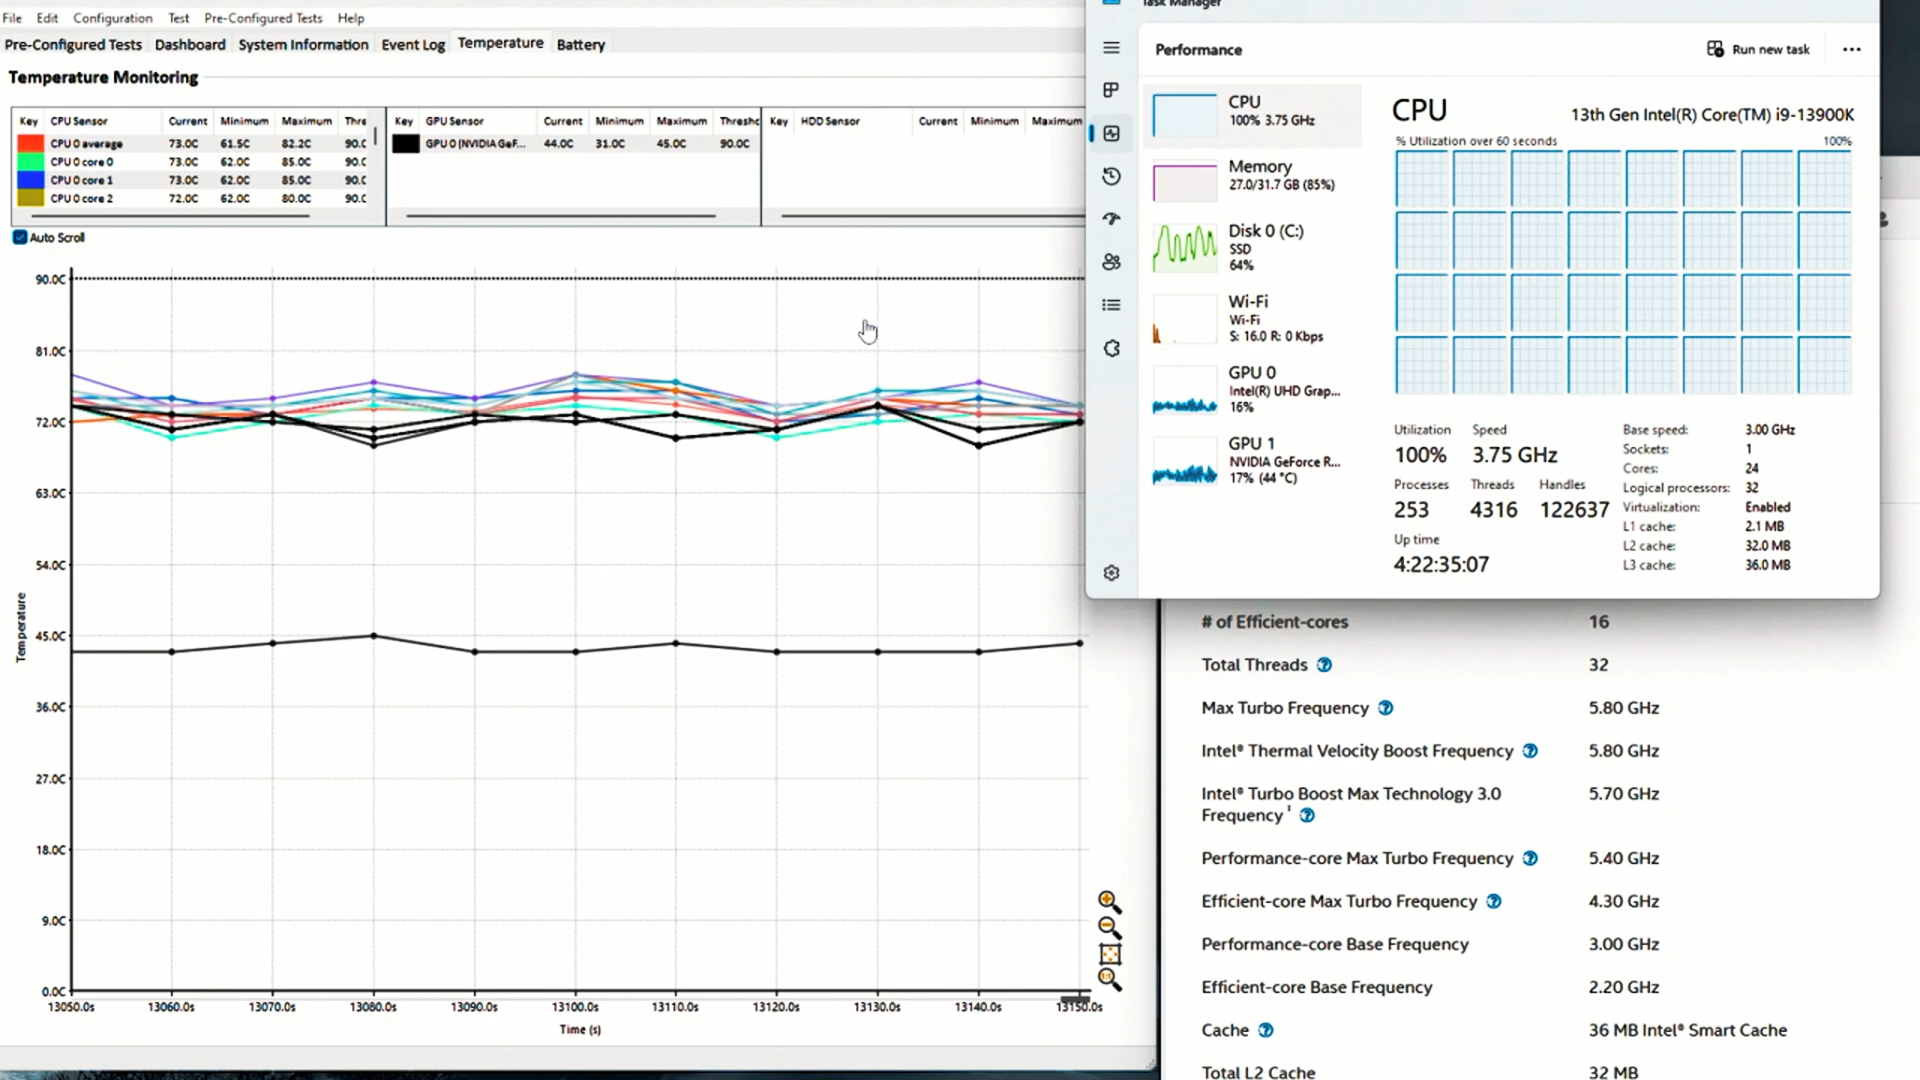 File Edit Configuration Test Pre-Configured Tests Help
Pre-Configured Tests Dashboard System Information Event Log Temperature Battery
Temperature Monitoring
Key CPU Sensor Current Minimum Maximum Thre
CPU 0 average 73.0C 61.5C 82.2C 90.0
CPU 0 core 0 73.0C 62.0C 85.0C 90.0
CPU 0 core 1 73.0C 62.0C 85.0C 90.0
CPU 0 core 2 72.0C 62.0C 80.0C 90.0
Key GPU Sensor Current Minimum Maximum Thresho
GPU 0 (NVIDIA GeF... 44.0C 31.0C 45.0C 90.0C
Key HDD Sensor Current Minimum Maximum
Auto Scroll
90.0C
81.0C
72.0C
63.0C
54.0C
45.0C
36.0C
27.0C
18.0C
9.0C
0.0C
Temperature
13050.0s 13060.0s 13070.0s 13080.0s 13090.0s 13100.0s 13110.0s 13120.0s 13130.0s 13140.0s 13150.0s
Time (s)
Task Manager
Performance
Run new task
CPU
100% 3.75 GHz
Memory
27.0/31.7 GB (85%)
Disk 0 (C:)
SSD
64%
Wi-Fi
Wi-Fi
S: 16.0 R: 0 Kbps
GPU 0
Intel(R) UHD Grap...
16%
GPU 1
NVIDIA GeForce R...
17% (44 °C)
CPU 13th Gen Intel(R) Core(TM) i9-13900K
% Utilization over 60 seconds 100%
Utilization Speed
100% 3.75 GHz
Processes Threads Handles
253 4316 122637
Up time
4:22:35:07
Base speed: 3.00 GHz
Sockets: 1
Cores: 24
Logical processors: 32
Virtualization: Enabled
L1 cache: 2.1 MB
L2 cache: 32.0 MB
L3 cache: 36.0 MB
# of Efficient-cores 16
Total Threads 32
Max Turbo Frequency 5.80 GHz
Intel® Thermal Velocity Boost Frequency 5.80 GHz
Intel® Turbo Boost Max Technology 3.0 5.70 GHz
Frequency ‡
Performance-core Max Turbo Frequency 5.40 GHz
Efficient-core Max Turbo Frequency 4.30 GHz
Performance-core Base Frequency 3.00 GHz
Efficient-core Base Frequency 2.20 GHz
Cache 36 MB Intel® Smart Cache
Total L2 Cache 32 MB